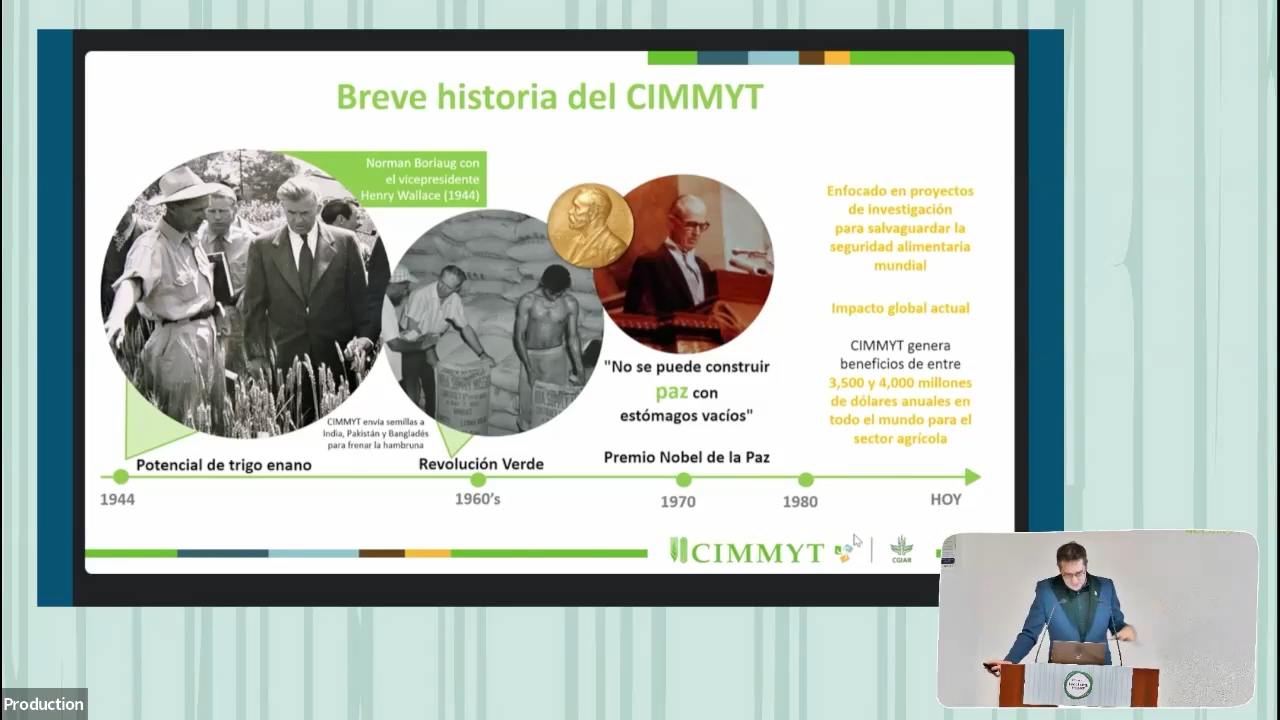 Breve historia del CIMMYT
Norman Borlaug con
el vicepresidente
Henry Wallace (1944)
CIMMYT envía semillas a
India, Pakistán y Bangladés
para frenar la hambruna
"No se puede construir
paz con
estómagos vacíos"
Enfocado en proyectos
de investigación
para salvaguardar la
seguridad alimentaria
mundial
Impacto global actual
CIMMYT genera
beneficios de entre
3,500 y 4,000 millones
de dólares anuales en
todo el mundo para el
sector agrícola
Potencial de trigo enano
Revolución Verde
Premio Nobel de la Paz
1944
1960's
1970
1980
HOY
CIMMYT
CGIAR
Production